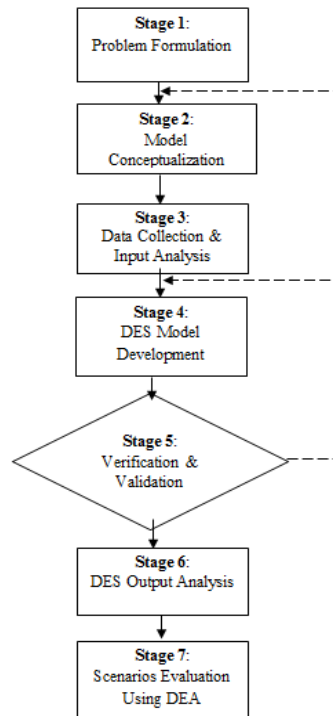 Stage 1:
Problem Formulation
Stage 2:
Model
Conceptualization
Stage 3:
Data Collection &
Input Analysis
Stage 4:
DES Model
Development
Stage 5:
Verification &
Validation
Stage 6:
DES Output Analysis
Stage 7:
Scenarios Evaluation
Using DEA